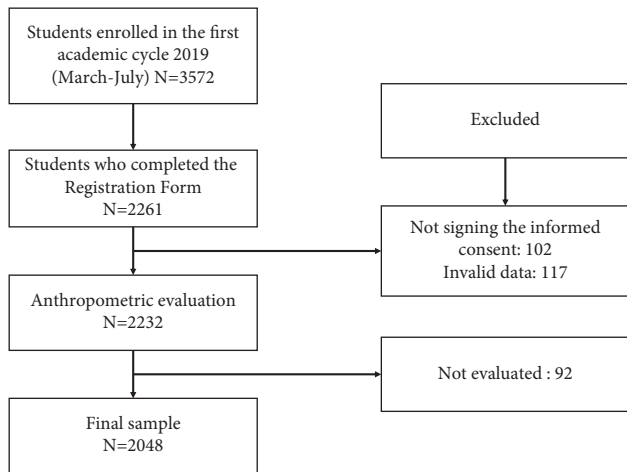 Students enrolled in the first
academic cycle 2019
(March-July) N=3572
Excluded
Students who completed the
Registration Form
N=2261
Not signing the informed
consent: 102
Invalid data: 117
Anthropometric evaluation
N=2232
Not evaluated : 92
Final sample
N=2048